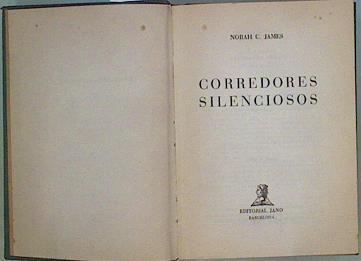 NORAH C. JAMES
CORREDORES
SILENCIOSOS
EDITORIAL JANO
BARCELONA